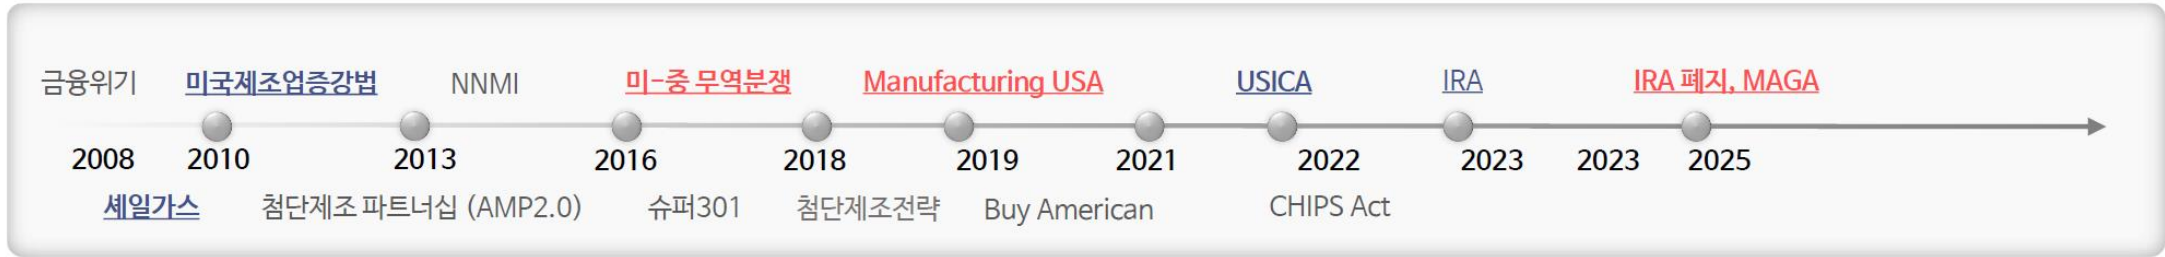 금융위기 미국제조업증강법 NNMI 미-중 무역분쟁 Manufacturing USA USICA IRA IRA 폐지, MAGA
2008 2010 2013 2016 2018 2019 2021 2022 2023 2023 2025
셰일가스 첨단제조 파트너십 (AMP2.0) 슈퍼301 첨단제조전략 Buy American CHIPS Act